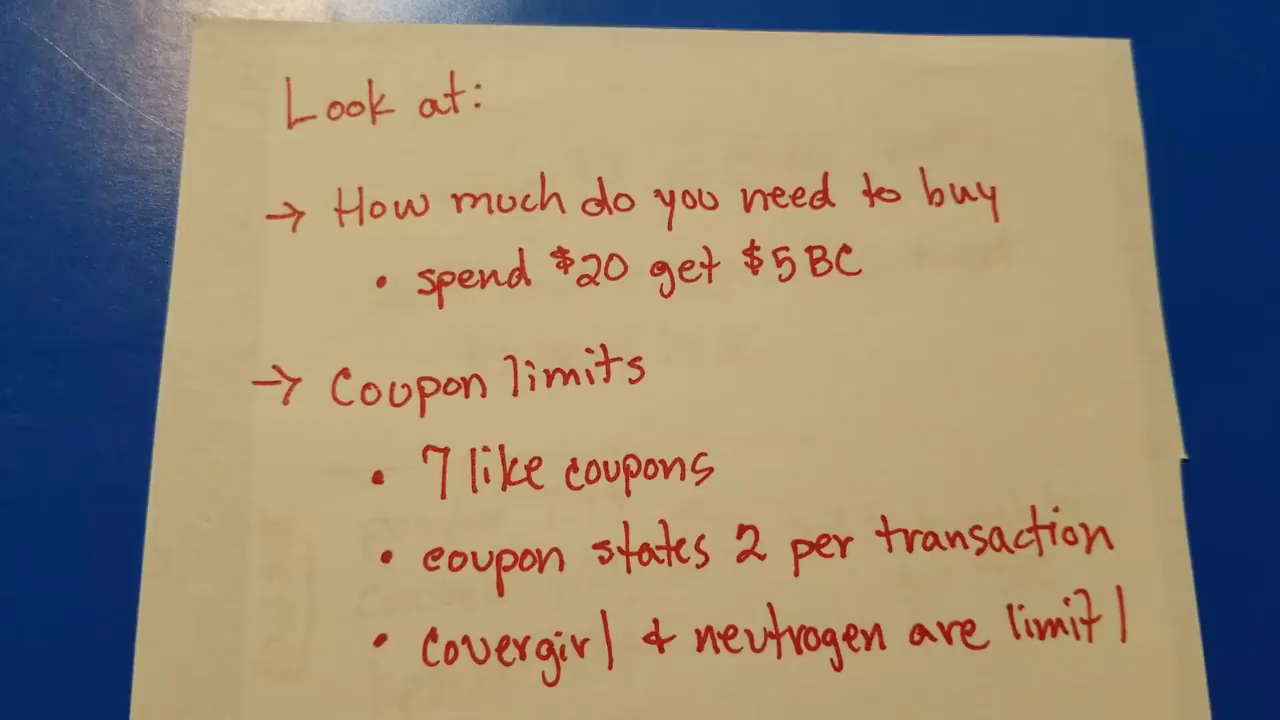 Look at:
→ How much do you need to buy
• spend $20 get $5 BC
→ Coupon limits
• 7 like coupons
• coupon states 2 per transaction
• covergirl & neutrogen are limit 1